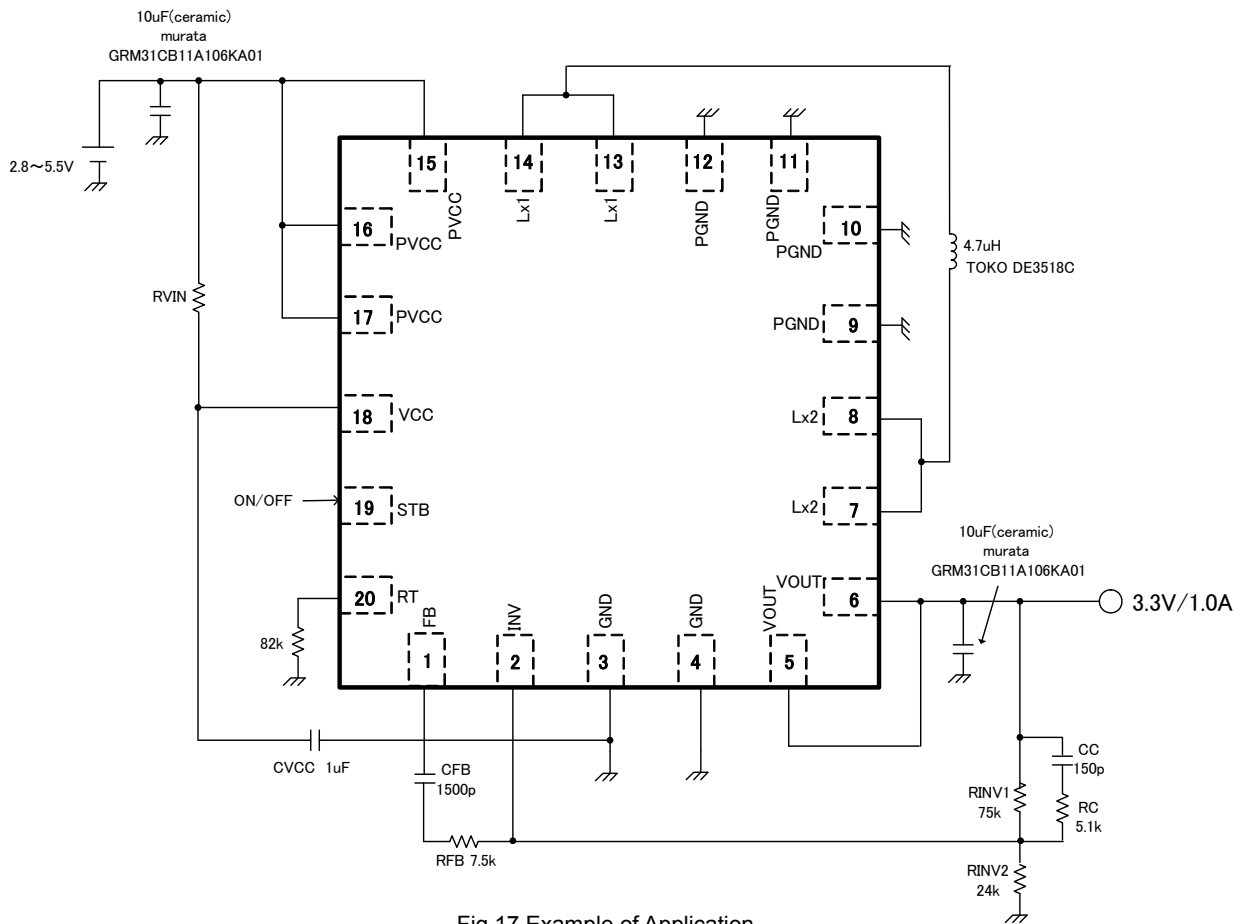 10uF(ceramic)
murata
GRM31CB11A106KA01
2.8～5.5V
15
PVCC
14
Lx1
13
Lx1
12
PGND
11
PGND
16
PVCC
10
PGND
4.7uH
TOKO DE3518C
RVIN
17
PVCC
PGND
9
18
VCC
Lx2
8
ON/OFF
19
STB
Lx2
7
10uF(ceramic)
murata
GRM31CB11A106KA01
20
RT
82k
FB
1
INV
2
GND
3
GND
4
VOUT
5
VOUT
6
3.3V/1.0A
CVCC 1uF
CFB
1500p
RFB 7.5k
CC
150p
RINV1
75k
RC
5.1k
RINV2
24k
Fig.17 Example of Application